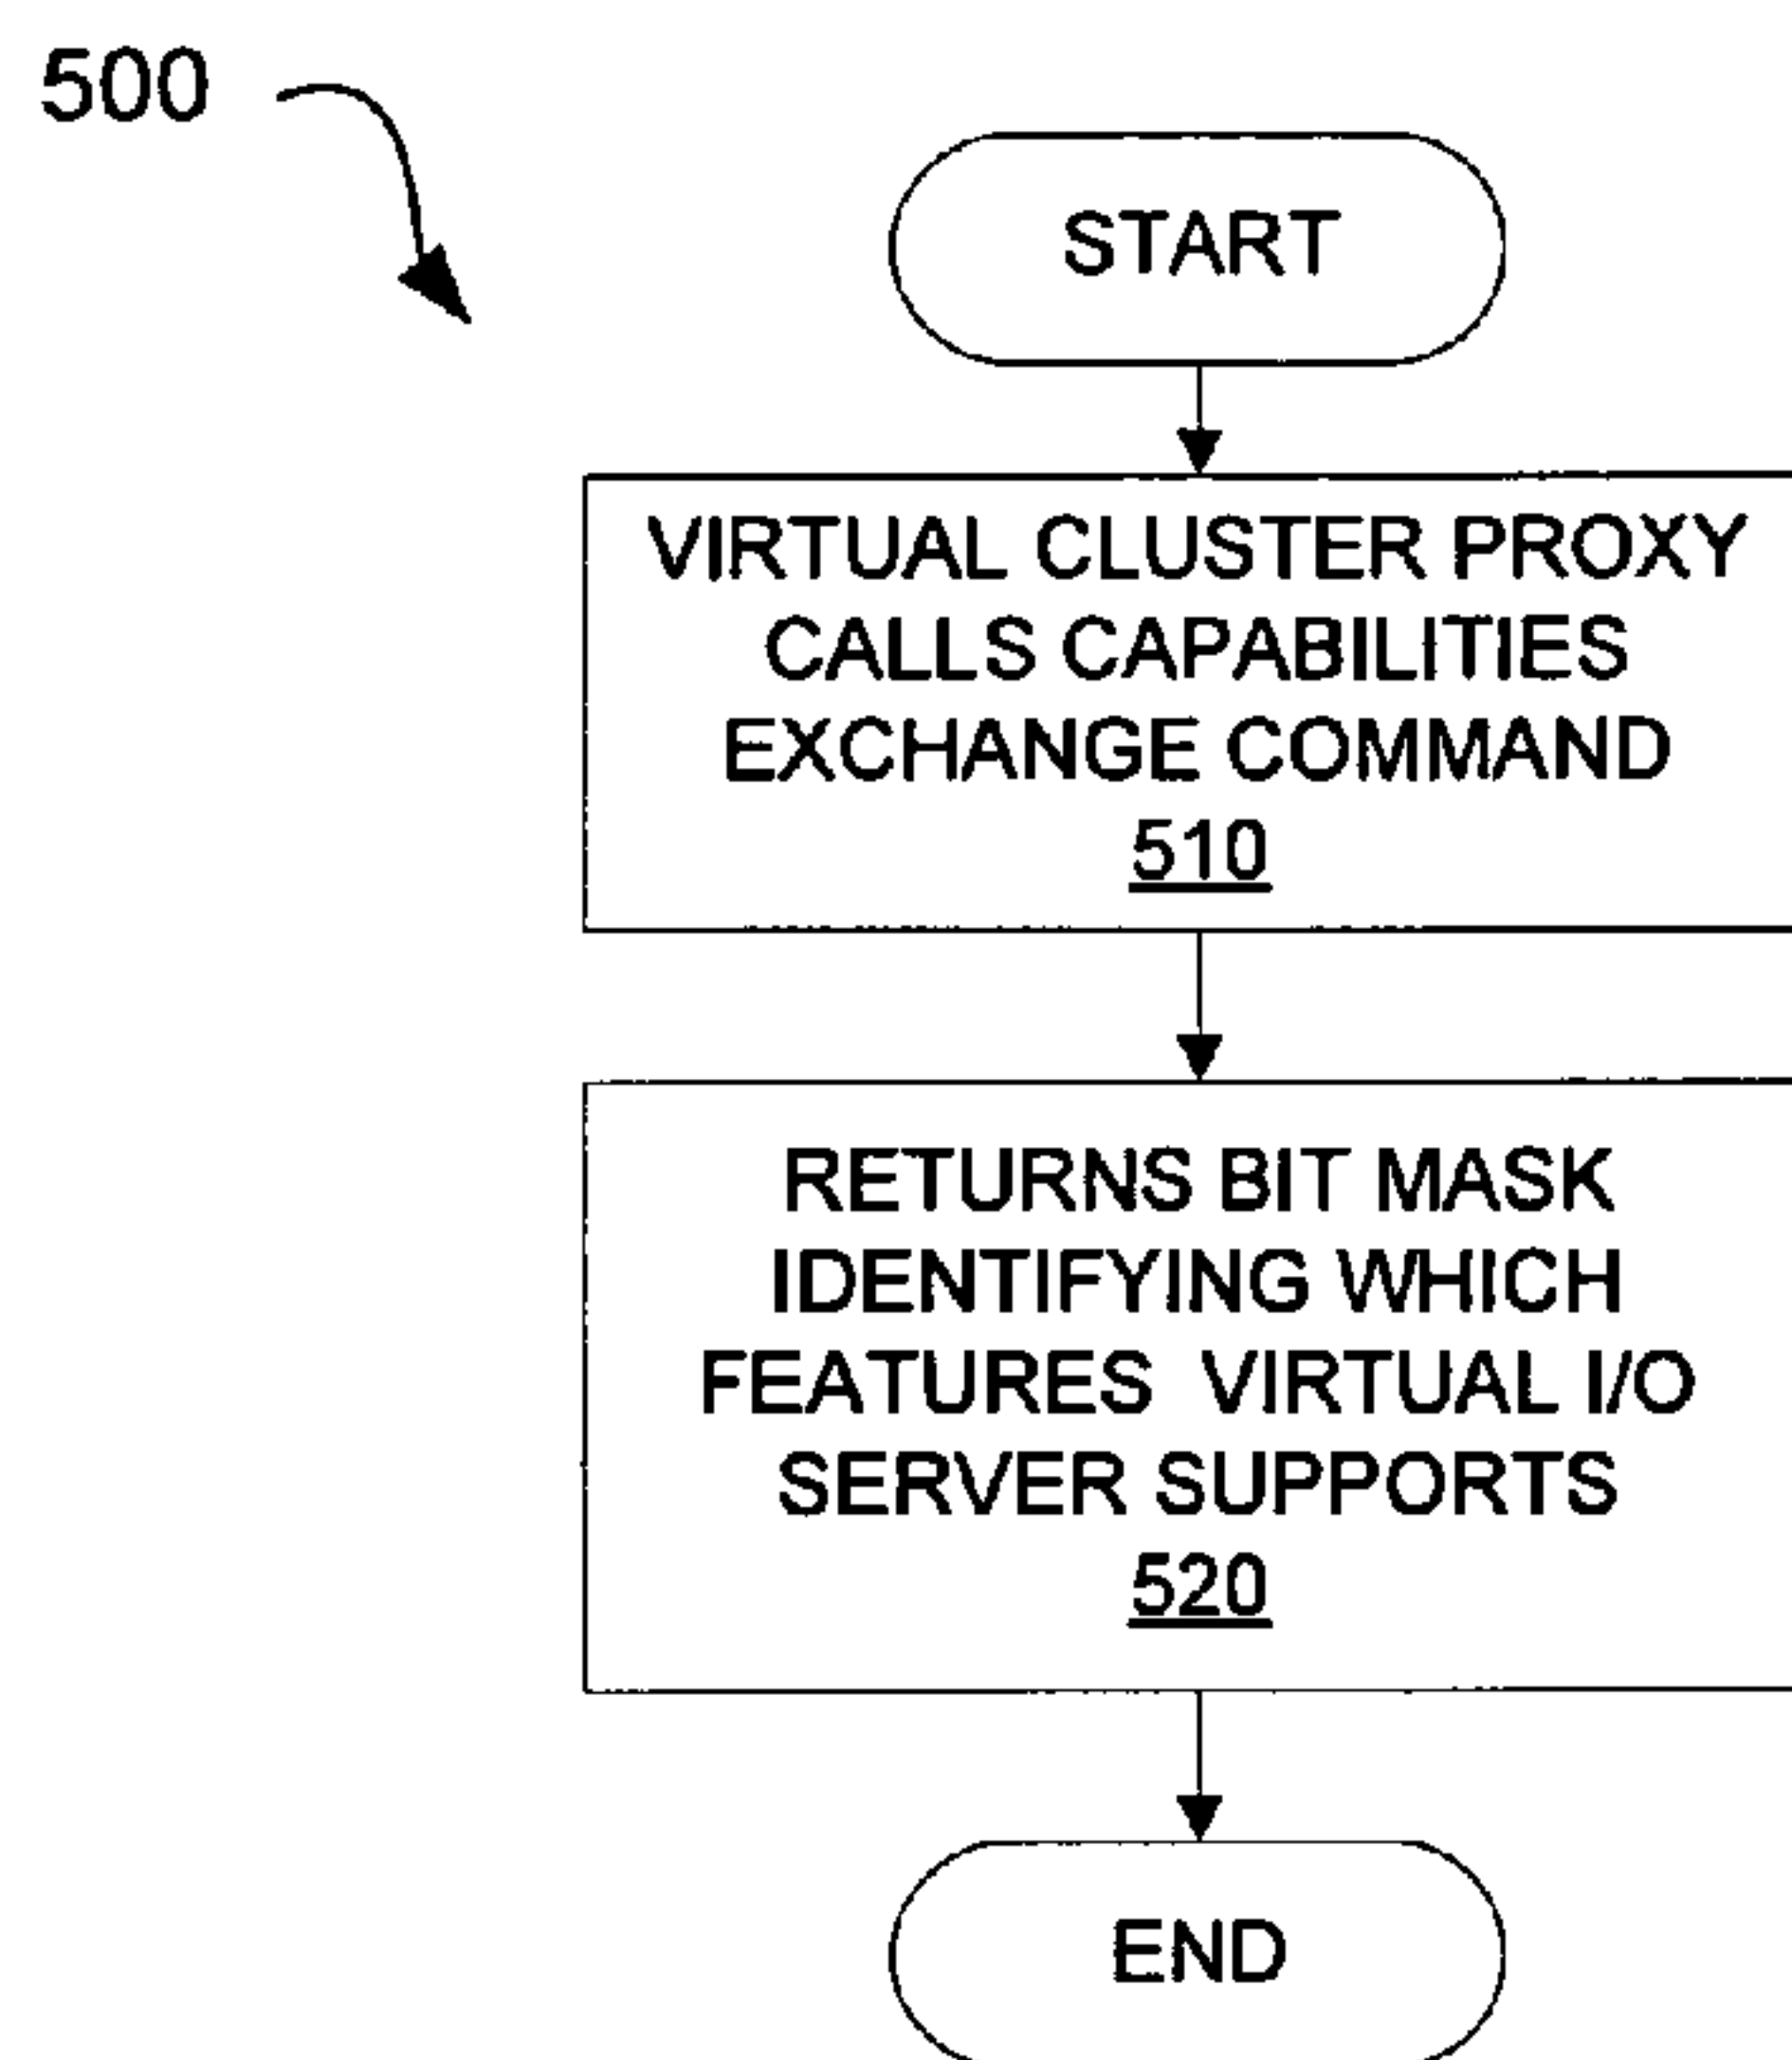 500
START
VIRTUAL CLUSTER PROXY
CALLS CAPABILITIES
EXCHANGE COMMAND
510
RETURNS BIT MASK
IDENTIFYING WHICH
FEATURES VIRTUAL I/O
SERVER SUPPORTS
520
END